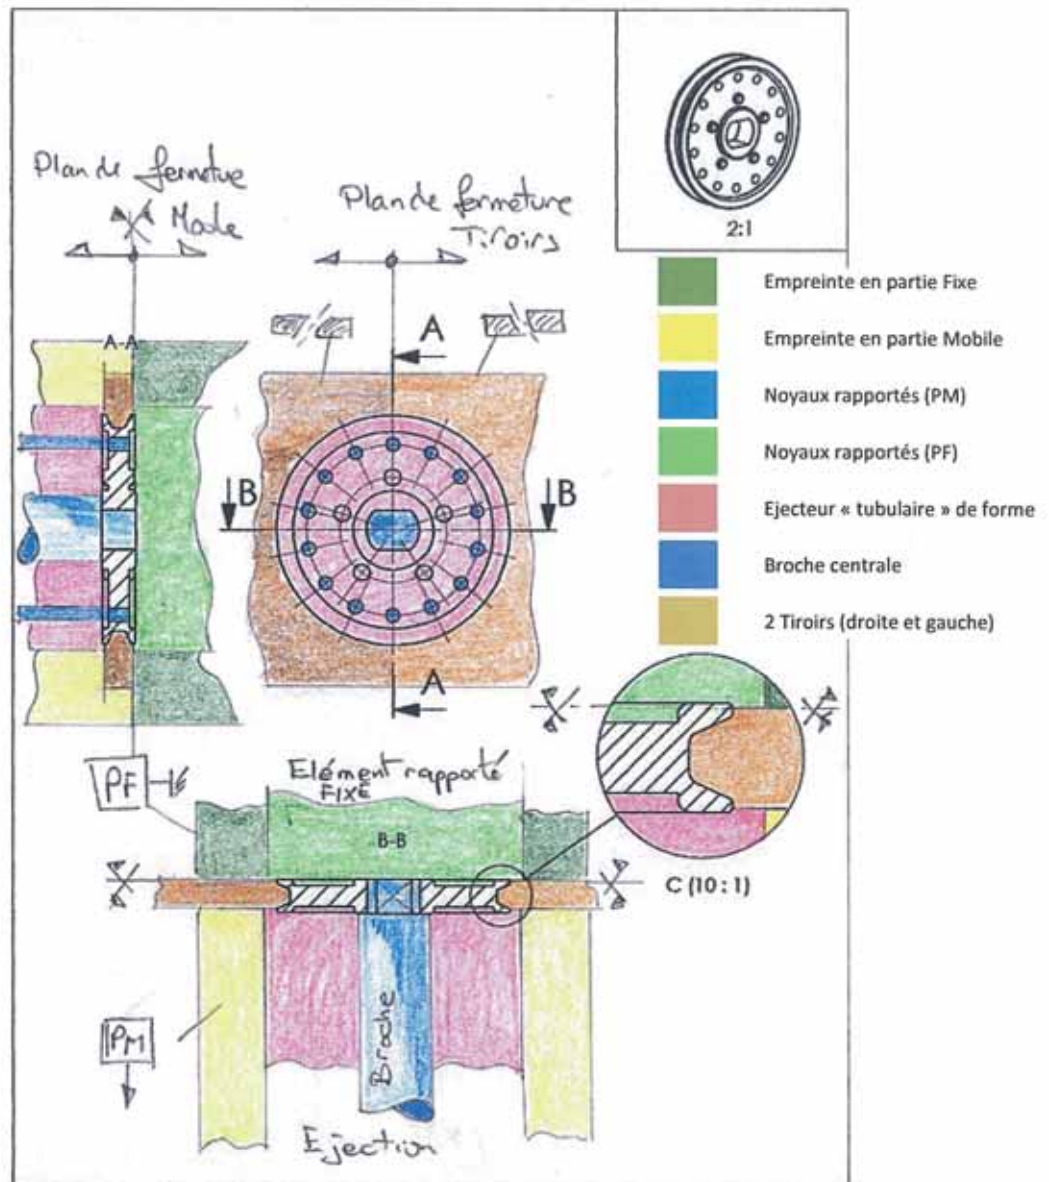 Plan de fermeture
Moule
Plan de fermeture
Tiroirs
2:1
Empreinte en partie Fixe
Empreinte en partie Mobile
Noyaux rapportés (PM)
Noyaux rapportés (PF)
Ejecteur « tubulaire » de forme
Broche centrale
2 Tiroirs (droite et gauche)
A-A
A
B
B
A
PF
Elément rapporté
FIXE
B-B
C (10 : 1)
PM
Broche
Ejection